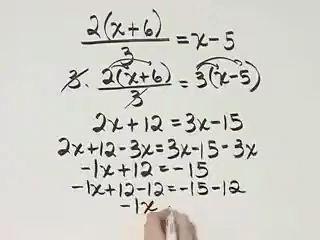 2(x+6)/3 = x-5
3 · 2(x+6)/3 = 3(x-5)
2x+12 = 3x-15
2x+12-3x = 3x-15-3x
-1x+12 = -15
-1x+12-12 = -15-12
-1x